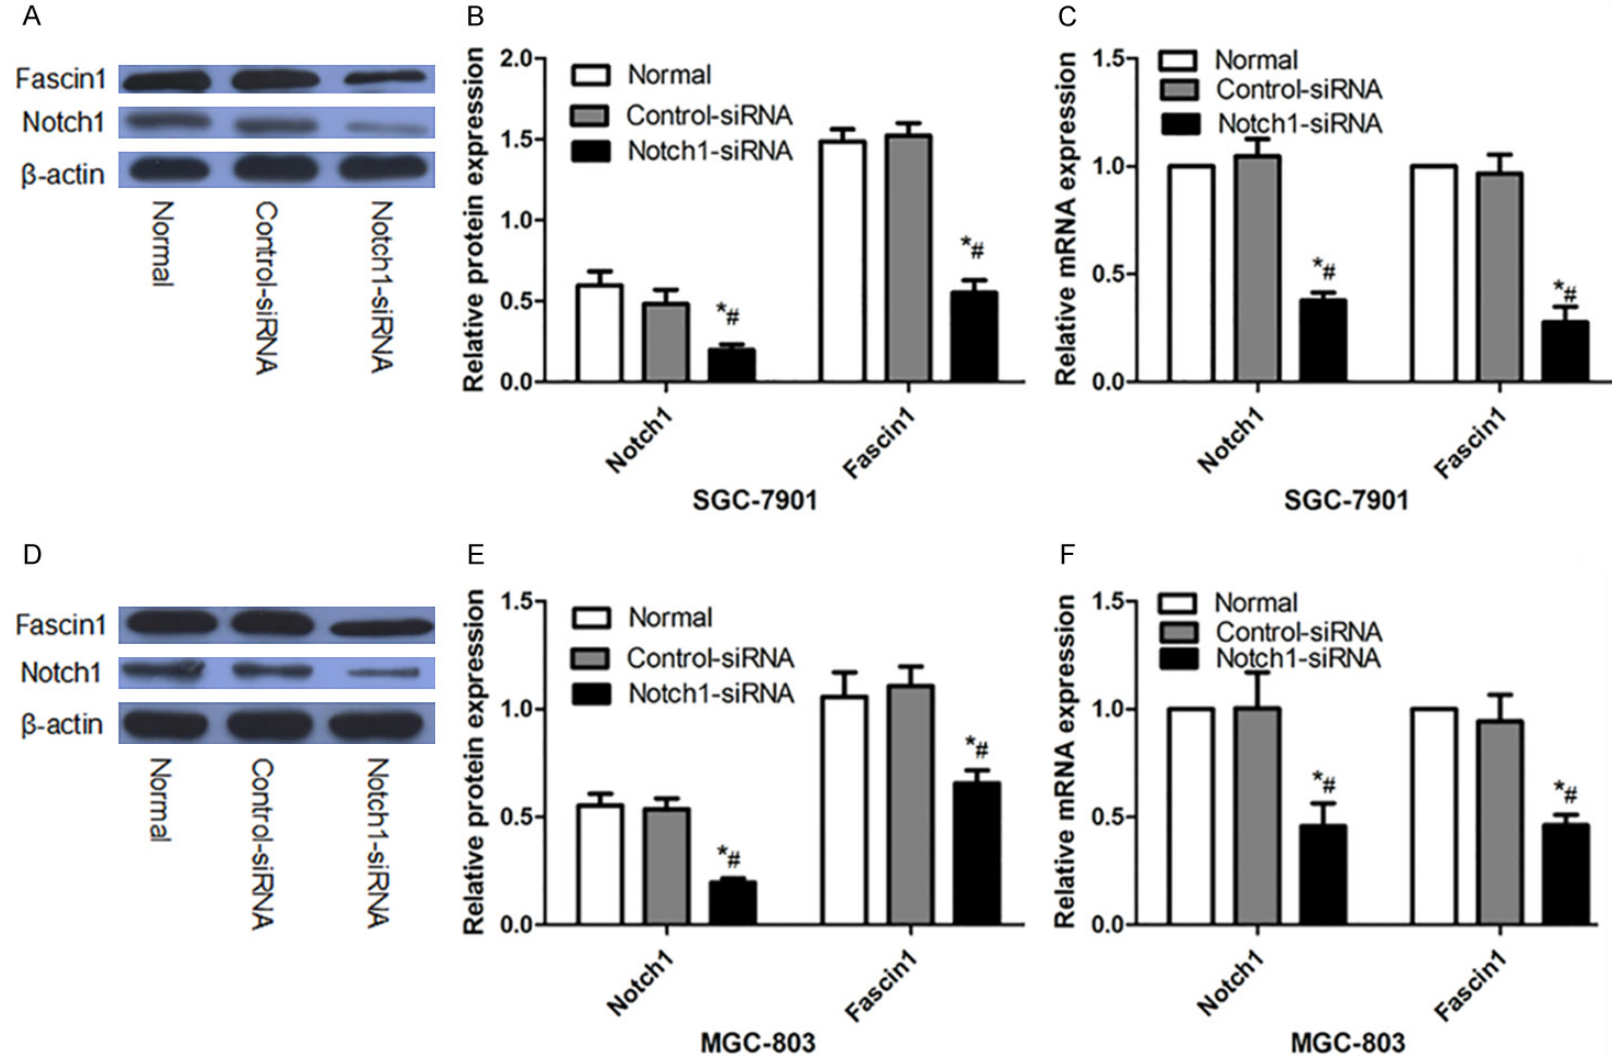 A
Fascin1
Notch1
β-actin
Normal
Control-siRNA
Notch1-siRNA
B
Relative protein expression
2.0
1.5
1.0
0.5
0.0
Normal
Control-siRNA
Notch1-siRNA
*#
*#
Notch1
Fascin1
SGC-7901
C
Relative mRNA expression
1.5
1.0
0.5
0.0
Normal
Control-siRNA
Notch1-siRNA
*#
*#
Notch1
Fascin1
SGC-7901
D
Fascin1
Notch1
β-actin
Normal
Control-siRNA
Notch1-siRNA
E
Relative protein expression
1.5
1.0
0.5
0.0
Normal
Control-siRNA
Notch1-siRNA
*#
*#
Notch1
Fascin1
MGC-803
F
Relative mRNA expression
1.5
1.0
0.5
0.0
Normal
Control-siRNA
Notch1-siRNA
*#
*#
Notch1
Fascin1
MGC-803